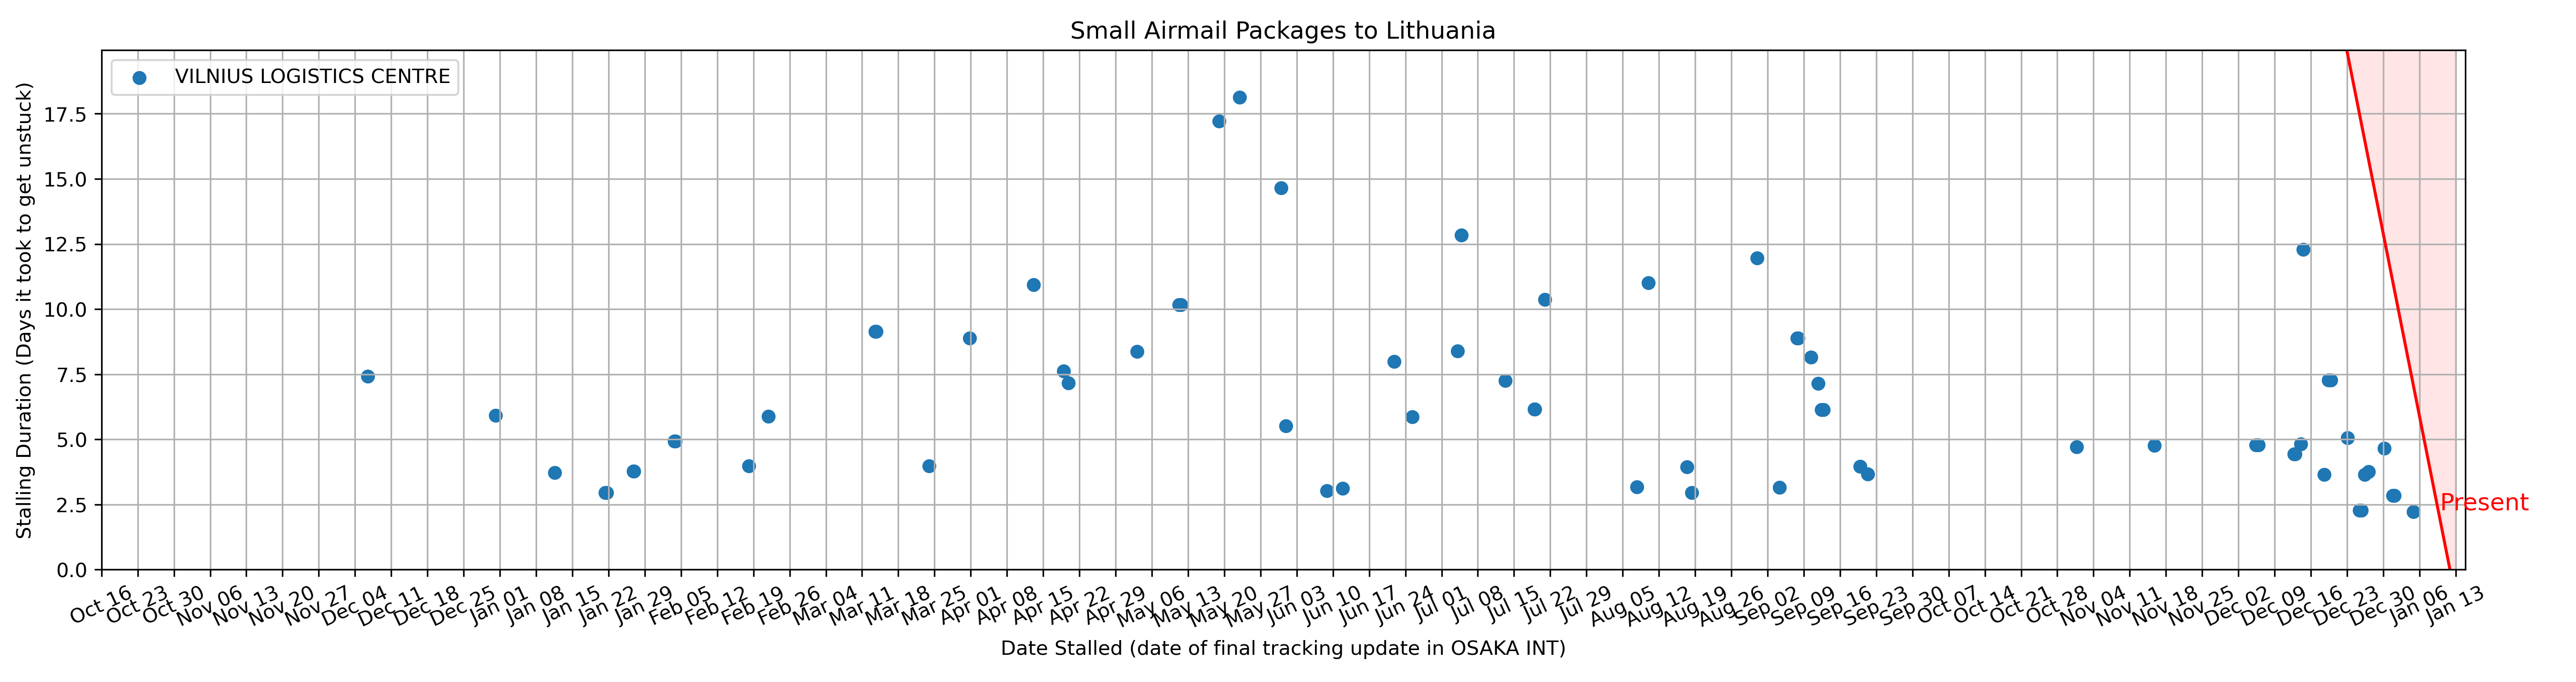 Small Airmail Packages to Lithuania
VILNIUS LOGISTICS CENTRE
Stalling Duration (Days it took to get unstuck)
17.5
15.0
12.5
10.0
7.5
5.0
2.5
0.0
Present
Oct 16
Oct 23
Oct 30
Nov 06
Nov 13
Nov 20
Nov 27
Dec 04
Dec 11
Dec 18
Dec 25
Jan 01
Jan 08
Jan 15
Jan 22
Jan 29
Feb 05
Feb 12
Feb 19
Feb 26
Mar 04
Mar 11
Mar 18
Mar 25
Apr 01
Apr 08
Apr 15
Apr 22
Apr 29
May 06
May 13
May 20
May 27
Jun 03
Jun 10
Jun 17
Jun 24
Jul 01
Jul 08
Jul 15
Jul 22
Jul 29
Aug 05
Aug 12
Aug 19
Aug 26
Sep 02
Sep 09
Sep 16
Sep 23
Sep 30
Oct 07
Oct 14
Oct 21
Oct 28
Nov 04
Nov 11
Nov 18
Nov 25
Dec 02
Dec 09
Dec 16
Dec 23
Dec 30
Jan 06
Jan 13
Date Stalled (date of final tracking update in OSAKA INT)